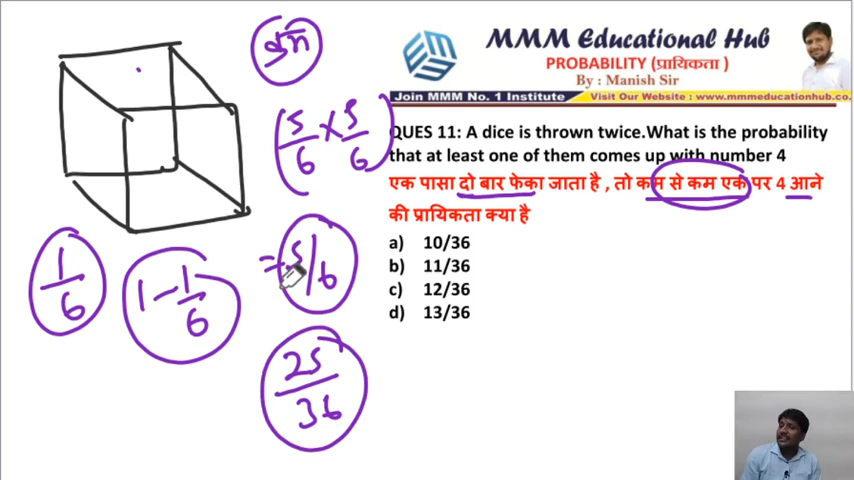 MMM Educational Hub
PROBABILITY (प्रायिकता )
By : Manish Sir
Join MMM No. 1 Institute
Visit Our Website : www.mmmeducationhub.co.
QUES 11: A dice is thrown twice.What is the probability
that at least one of them comes up with number 4
एक पासा दो बार फेका जाता है , तो कम से कम एक पर 4 आने
की प्रायिकता क्या है
a) 10/36
b) 11/36
c) 12/36
d) 13/36
(5/6 × 5/6)
1/6
1-1/6
= 5/6
25/36